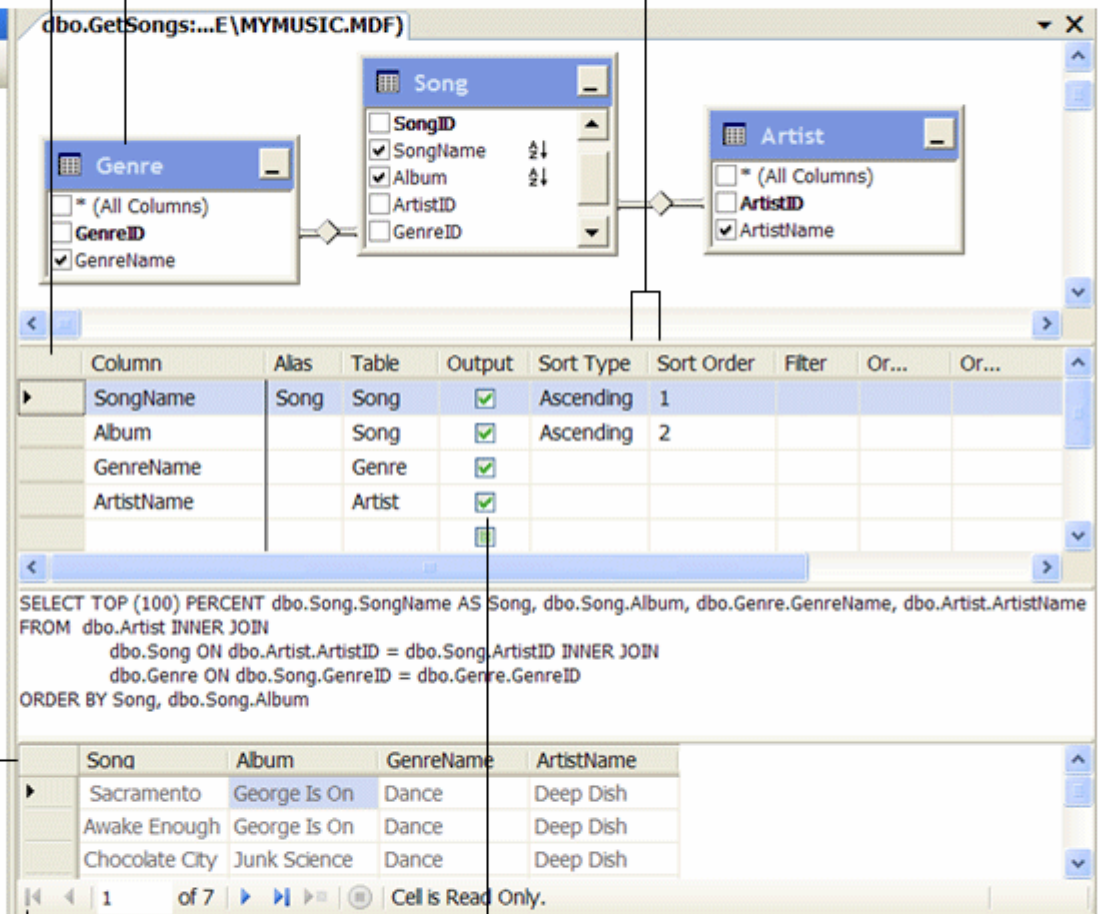 dbo.GetSongs:...E\MYMUSIC.MDF)
Song
SongID
SongName
Album
ArtistID
GenreID
Genre
* (All Columns)
GenreID
GenreName
Artist
* (All Columns)
ArtistID
ArtistName
Column Alias Table Output Sort Type Sort Order Filter Or... Or...
SongName Song Song Ascending 1
Album Song Ascending 2
GenreName Genre
ArtistName Artist
SELECT TOP (100) PERCENT dbo.Song.SongName AS Song, dbo.Song.Album, dbo.Genre.GenreName, dbo.Artist.ArtistName
FROM dbo.Artist INNER JOIN
dbo.Song ON dbo.Artist.ArtistID = dbo.Song.ArtistID INNER JOIN
dbo.Genre ON dbo.Song.GenreID = dbo.Genre.GenreID
ORDER BY Song, dbo.Song.Album
Song Album GenreName ArtistName
Sacramento George Is On Dance Deep Dish
Awake Enough George Is On Dance Deep Dish
Chocolate City Junk Science Dance Deep Dish
1 of 7 Cell is Read Only.